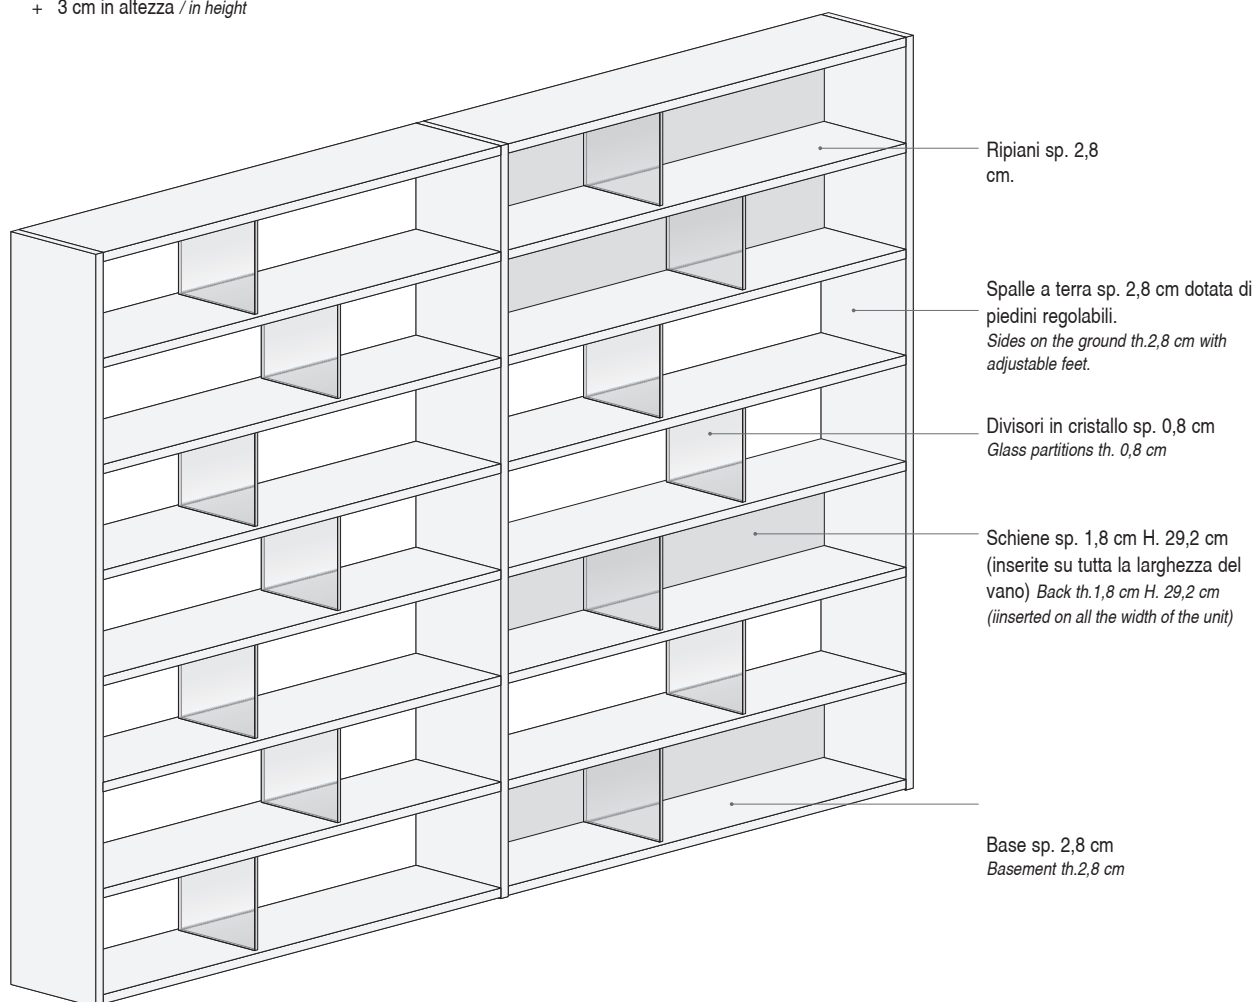 + 3 cm in altezza / in height
Ripiani sp. 2,8
cm.
Spalle a terra sp. 2,8 cm dotata di
piedini regolabili.
Sides on the ground th.2,8 cm with
adjustable feet.
Divisori in cristallo sp. 0,8 cm
Glass partitions th. 0,8 cm
Schiene sp. 1,8 cm H. 29,2 cm
(inserite su tutta la larghezza del
vano) Back th.1,8 cm H. 29,2 cm
(iinserted on all the width of the unit)
Base sp. 2,8 cm
Basement th.2,8 cm